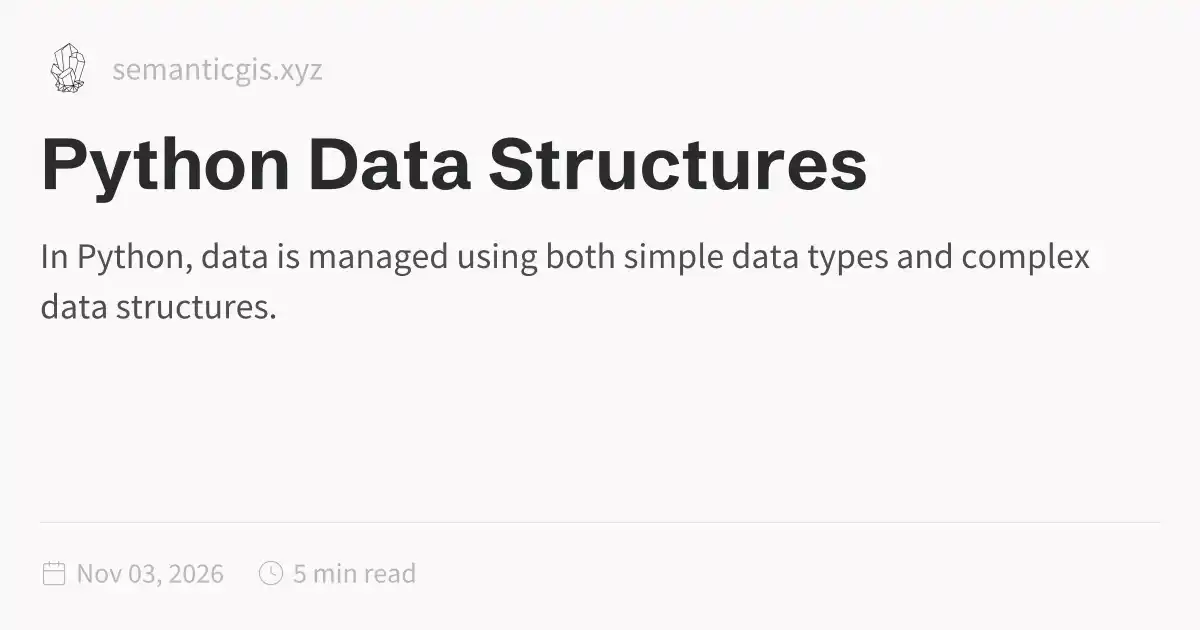 semanticgis.xyz
Python Data Structures
In Python, data is managed using both simple data types and complex
data structures.
Nov 03, 2026 5 min read